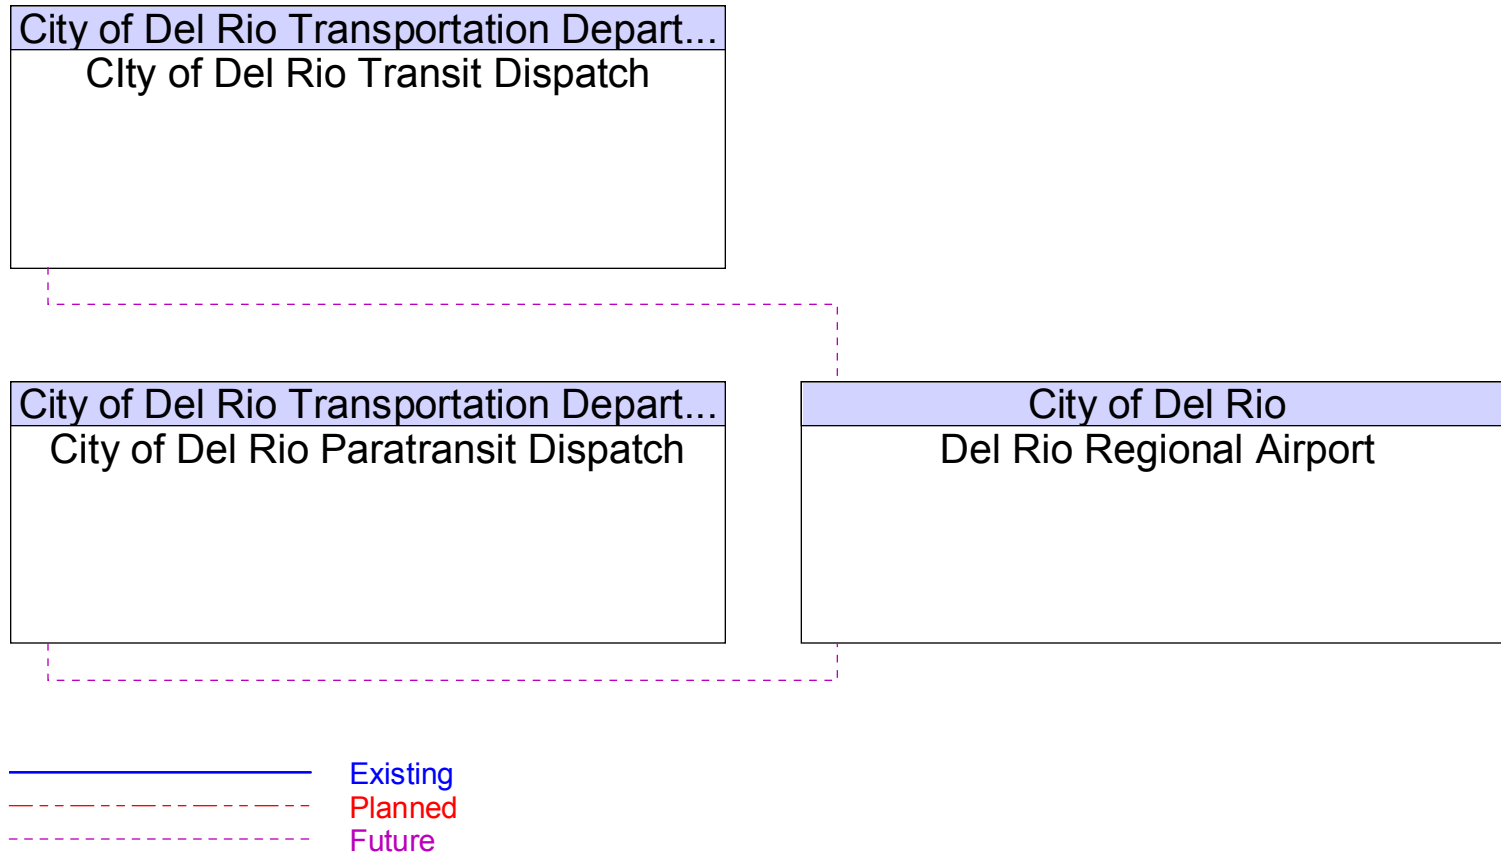 City of Del Rio Transportation Depart...
CIty of Del Rio Transit Dispatch
City of Del Rio Transportation Depart...
City of Del Rio Paratransit Dispatch
City of Del Rio
Del Rio Regional Airport
Existing
Planned
Future